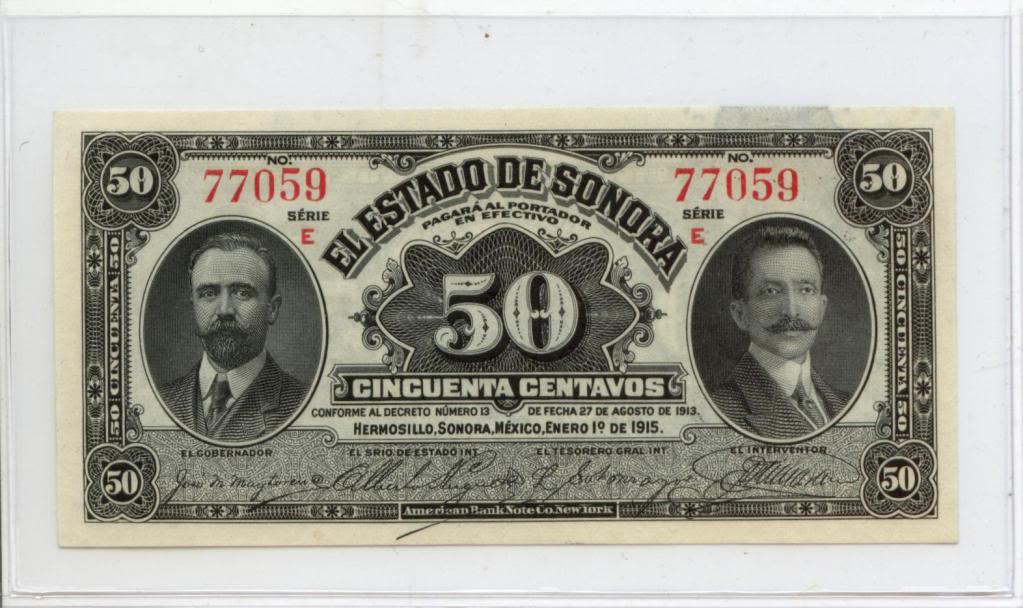 50 50
NO. NO.
77059 77059
SÉRIE SÉRIE
E E
EL ESTADO DE SONORA
PAGARÁ AL PORTADOR
EN EFECTIVO
50 CINCUENTA 50
50 CINCUENTA 50
50
CINCUENTA CENTAVOS
CONFORME AL DECRETO NÚMERO 13 DE FECHA 27 DE AGOSTO DE 1913.
HERMOSILLO, SONORA, MÉXICO, ENERO 1º DE 1915.
EL GOBERNADOR EL SRIO. DE ESTADO INT. EL TESORERO GRAL. INT. EL INTERVENTOR
50 50
American Bank Note Co. New York